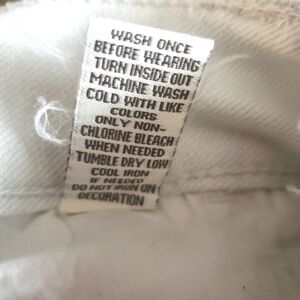 WASH ONCE
BEFORE WEARING
TURN INSIDE OUT
MACHINE WASH
COLD WITH LIKE
COLORS
ONLY NON-
CHLORINE BLEACH
WHEN NEEDED
TUMBLE DRY LOW
COOL IRON
IF NEEDED
DO NOT IRON ON
DECORATION